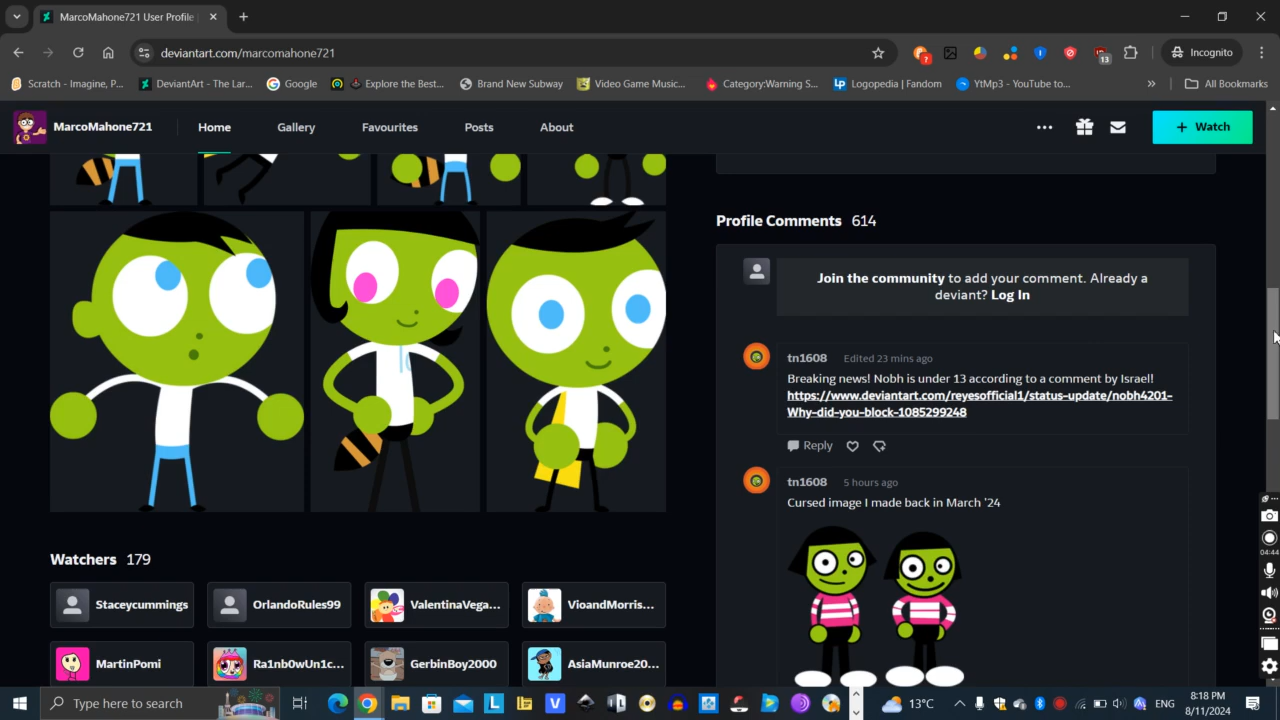 MarcoMahone721 User Profile
deviantart.com/marcomahone721
7
13
Incognito
Scratch - Imagine, P...
DeviantArt - The Lar...
Google
Explore the Best...
Brand New Subway
Video Game Music...
Category:Warning S...
Logopedia | Fandom
YtMp3 - YouTube to...
All Bookmarks
MarcoMahone721
Home
Gallery
Favourites
Posts
About
Watch
Profile Comments 614
Join the community to add your comment. Already a
deviant? Log In
tn1608 Edited 23 mins ago
Breaking news! Nobh is under 13 according to a comment by Israel!
https://www.deviantart.com/reyesofficial1/status-update/nobh4201-
Why-did-you-block-1085299248
Reply
tn1608 5 hours ago
Cursed image I made back in March '24
Watchers 179
Staceycummings
OrlandoRules99
ValentinaVega...
VioandMorris...
MartinPomi
Ra1nb0wUn1c...
GerbinBoy2000
AsiaMunroe20...
04:44
Type here to search
13°C
ENG
8:18 PM
8/11/2024